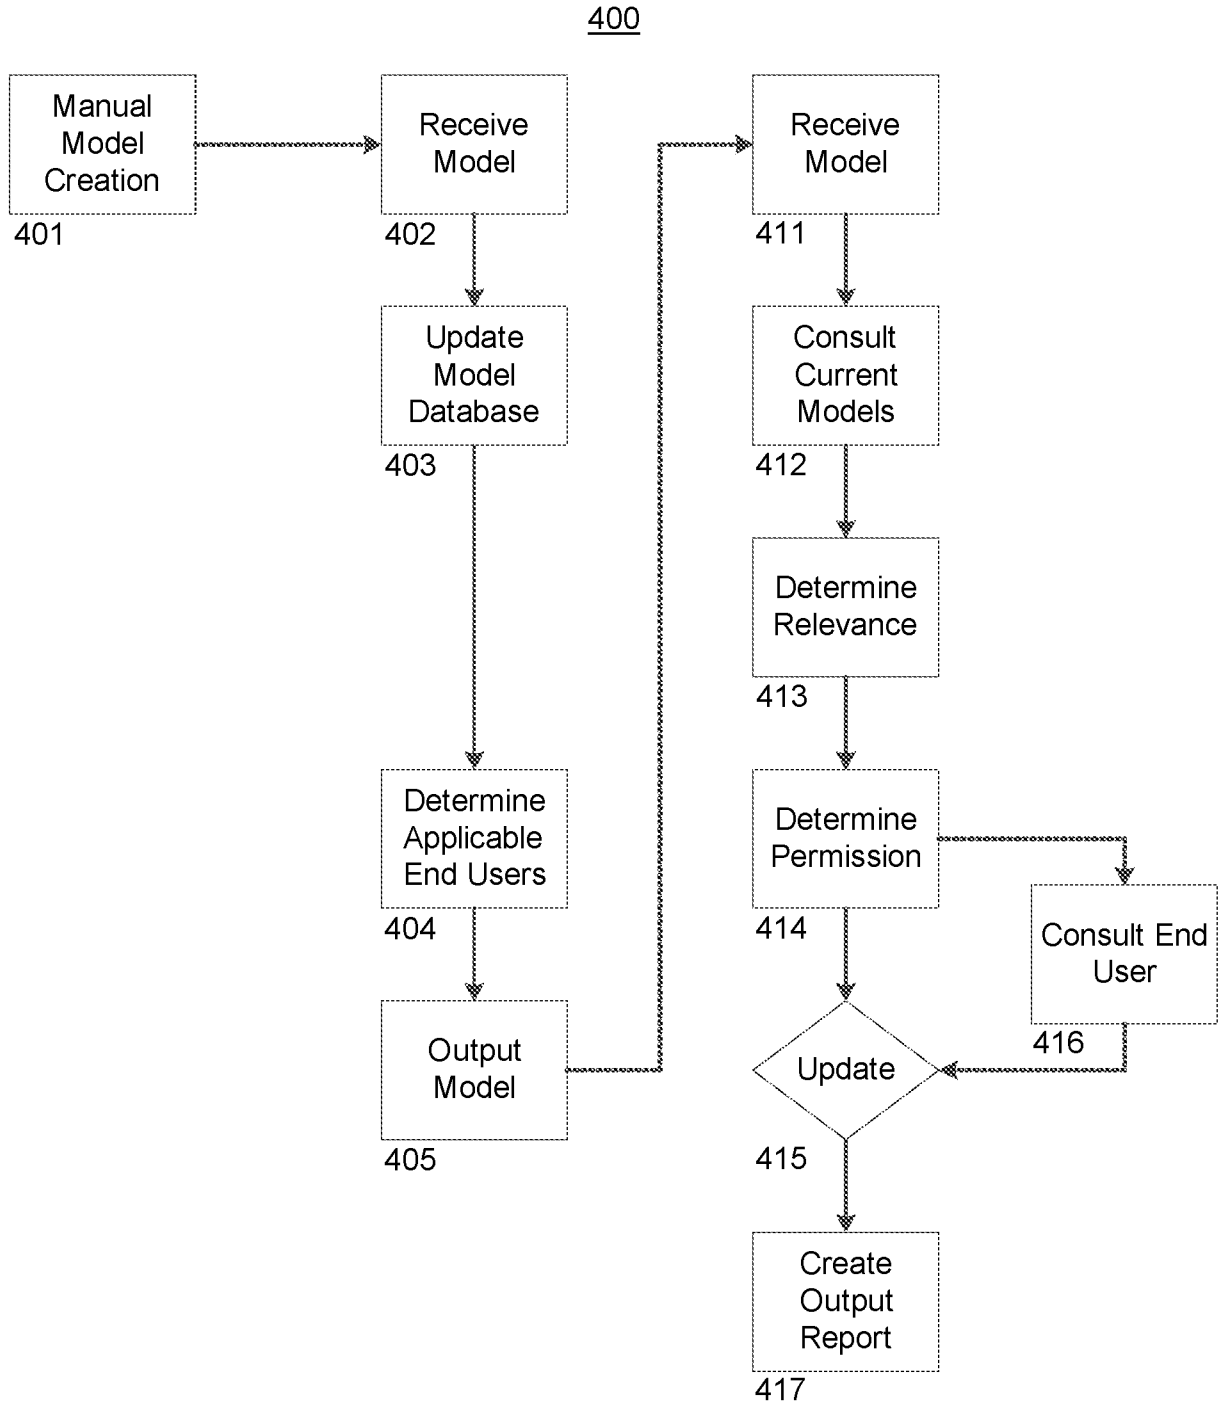 400
Manual
Model
Creation
401
Receive
Model
402
Update
Model
Database
403
Determine
Applicable
End Users
404
Output
Model
405
Receive
Model
411
Consult
Current
Models
412
Determine
Relevance
413
Determine
Permission
414
Consult End
User
416
Update
415
Create
Output
Report
417